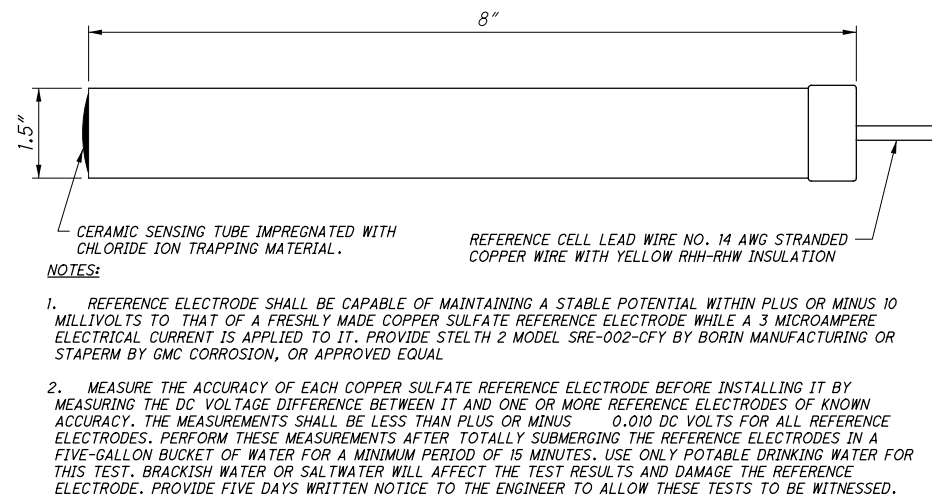 8"
1.5"
CERAMIC SENSING TUBE IMPREGNATED WITH
CHLORIDE ION TRAPPING MATERIAL.
REFERENCE CELL LEAD WIRE NO. 14 AWG STRANDED
COPPER WIRE WITH YELLOW RHH-RHW INSULATION
NOTES:
1. REFERENCE ELECTRODE SHALL BE CAPABLE OF MAINTAINING A STABLE POTENTIAL WITHIN PLUS OR MINUS 10
MILLIVOLTS TO THAT OF A FRESHLY MADE COPPER SULFATE REFERENCE ELECTRODE WHILE A 3 MICROAMPERE
ELECTRICAL CURRENT IS APPLIED TO IT. PROVIDE STELTH 2 MODEL SRE-002-CFY BY BORIN MANUFACTURING OR
STAPERM BY GMC CORROSION, OR APPROVED EQUAL
2. MEASURE THE ACCURACY OF EACH COPPER SULFATE REFERENCE ELECTRODE BEFORE INSTALLING IT BY
MEASURING THE DC VOLTAGE DIFFERENCE BETWEEN IT AND ONE OR MORE REFERENCE ELECTRODES OF KNOWN
ACCURACY. THE MEASUREMENTS SHALL BE LESS THAN PLUS OR MINUS 0.010 DC VOLTS FOR ALL REFERENCE
ELECTRODES. PERFORM THESE MEASUREMENTS AFTER TOTALLY SUBMERGING THE REFERENCE ELECTRODES IN A
FIVE-GALLON BUCKET OF WATER FOR A MINIMUM PERIOD OF 15 MINUTES. USE ONLY POTABLE DRINKING WATER FOR
THIS TEST. BRACKISH WATER OR SALTWATER WILL AFFECT THE TEST RESULTS AND DAMAGE THE REFERENCE
ELECTRODE. PROVIDE FIVE DAYS WRITTEN NOTICE TO THE ENGINEER TO ALLOW THESE TESTS TO BE WITNESSED.